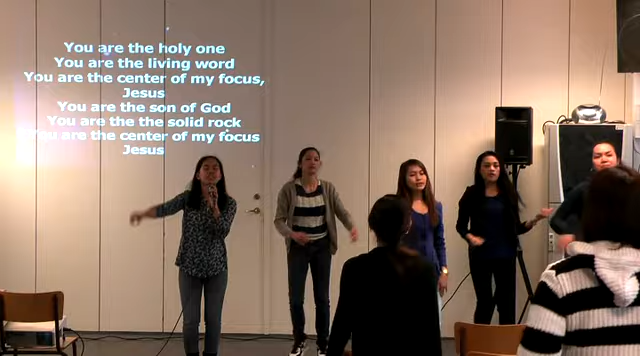 You are the holy one
You are the living word
You are the center of my focus,
Jesus
You are the son of God
You are the the solid rock
You are the center of my focus
Jesus